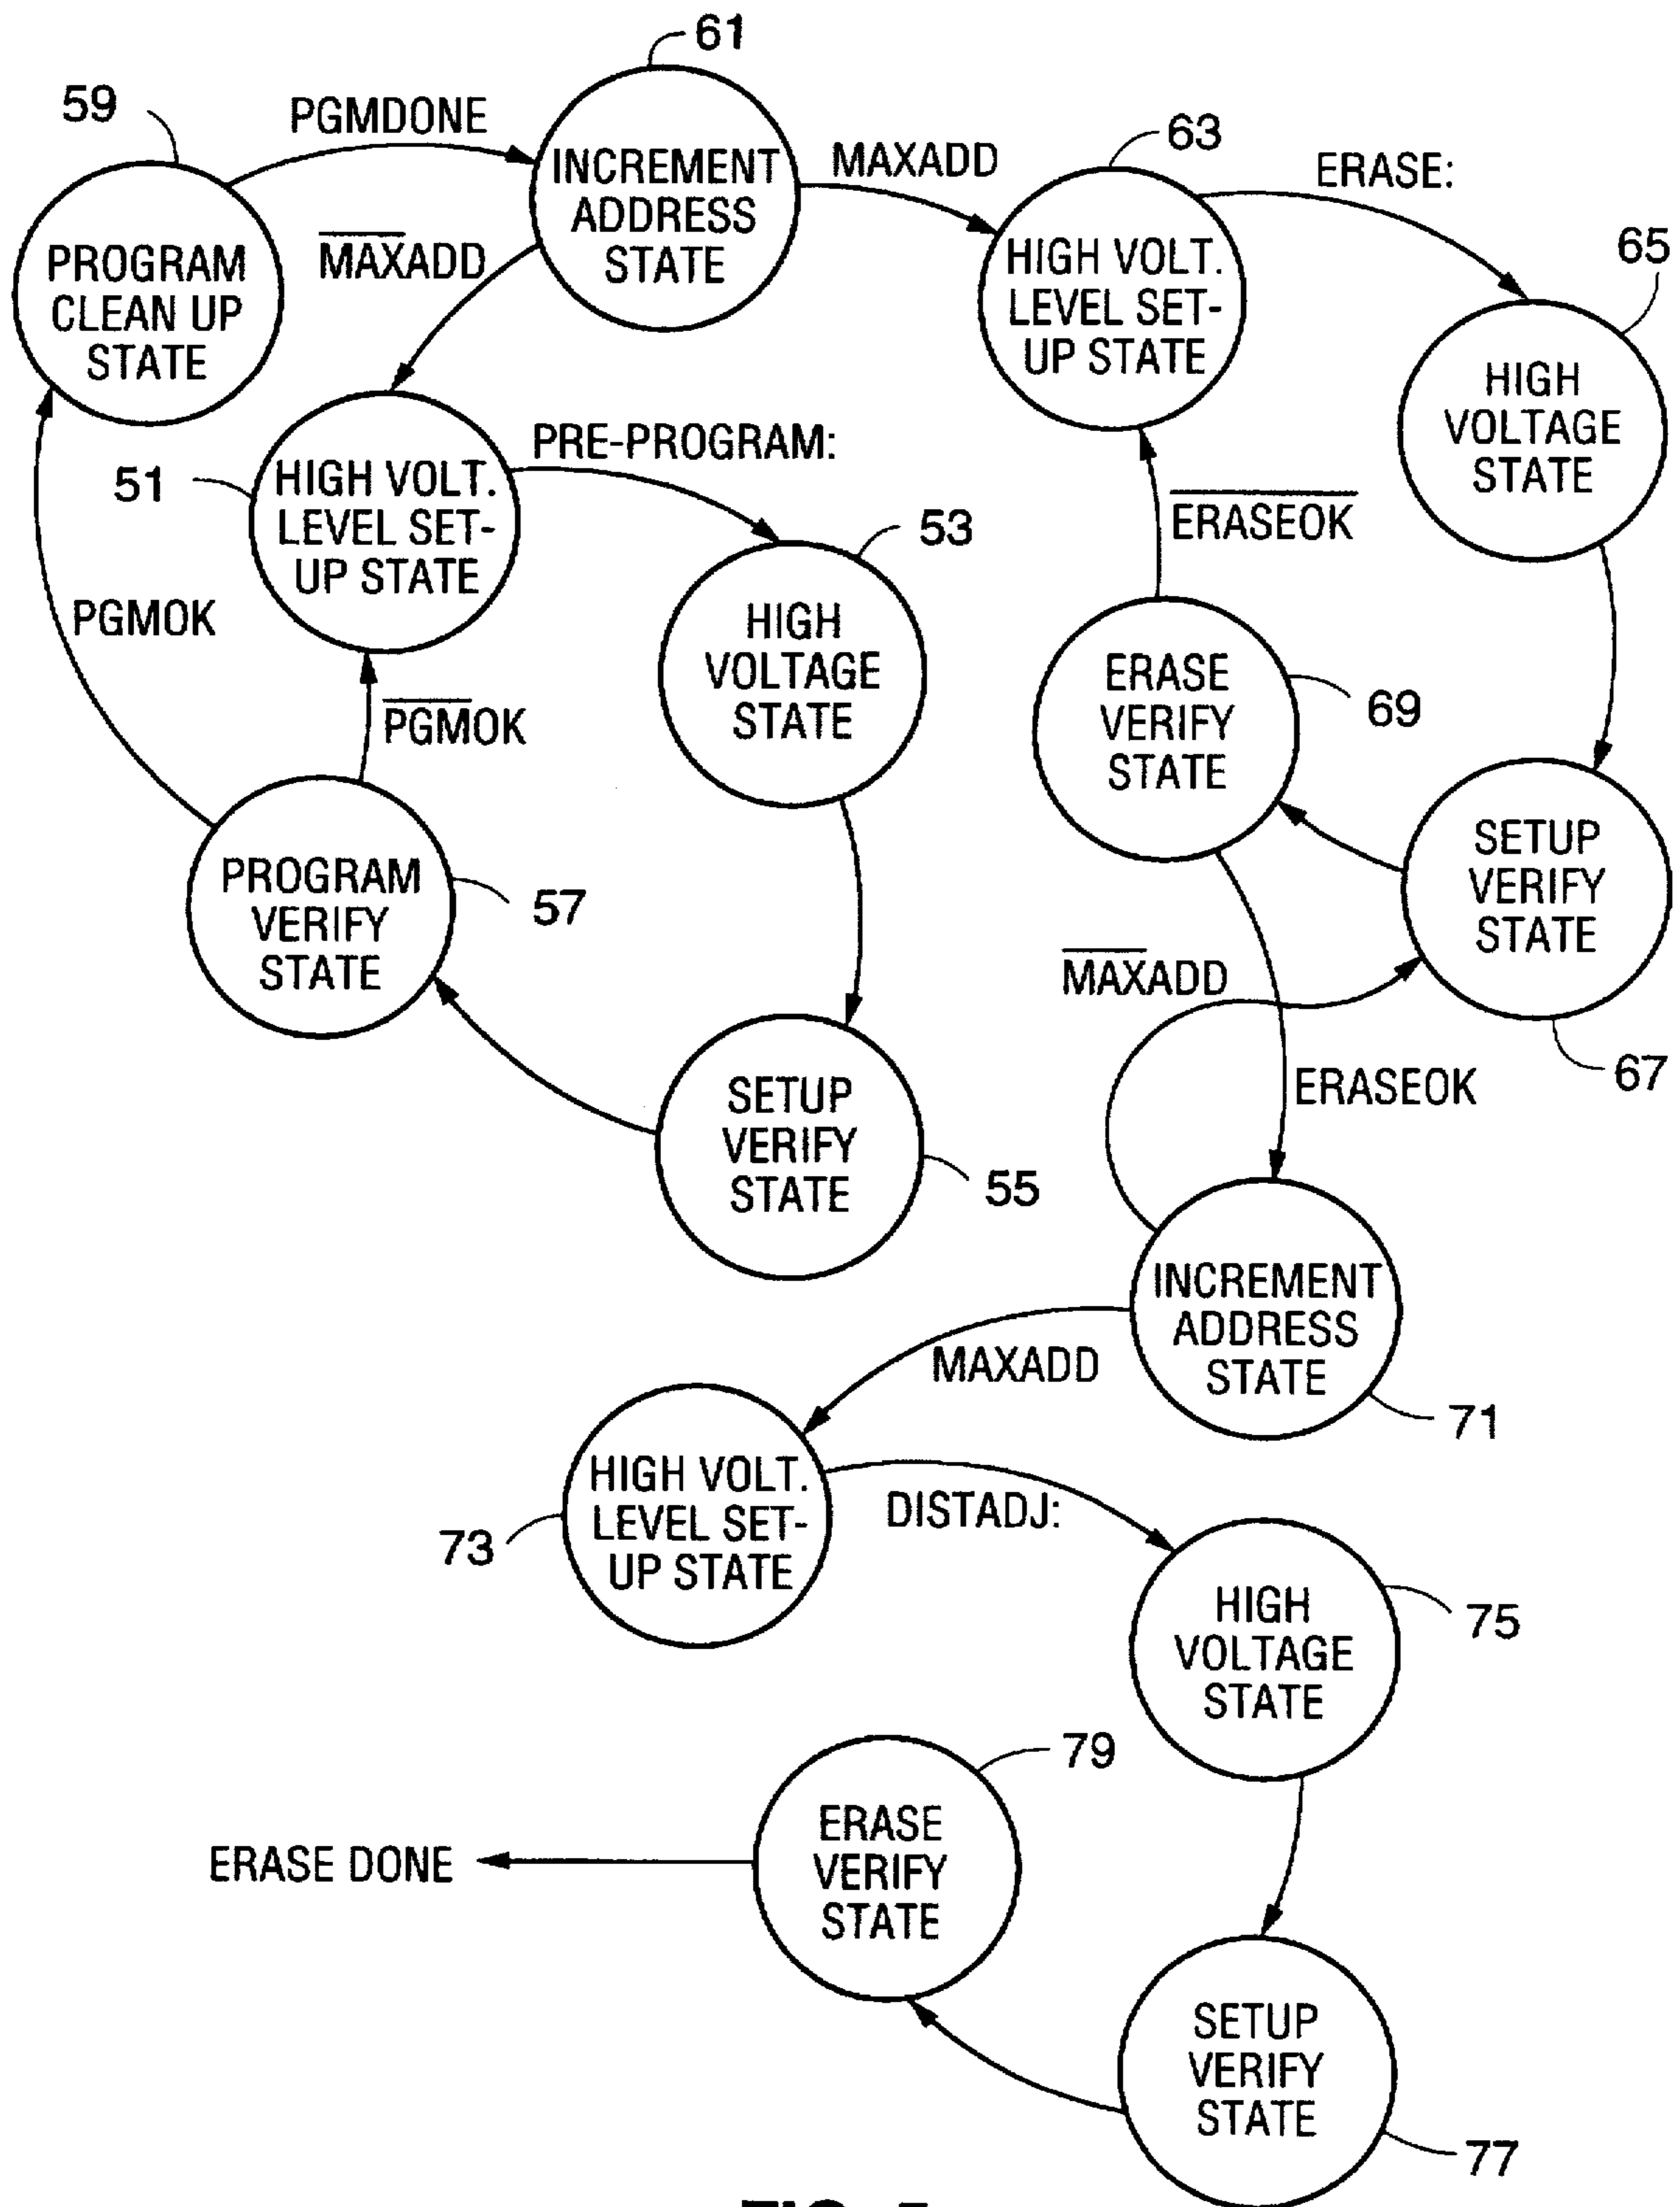 61
59
PGMDONE
INCREMENT
ADDRESS
STATE
MAXADD
63
ERASE:
PROGRAM
CLEAN UP
STATE
MAXADD
HIGH VOLT.
LEVEL SET-
UP STATE
65
HIGH
VOLTAGE
STATE
51
HIGH VOLT.
LEVEL SET-
UP STATE
PRE-PROGRAM:
53
ERASEOK
PGMOK
HIGH
VOLTAGE
STATE
PGMOK
ERASE
VERIFY
STATE
69
PROGRAM
VERIFY
STATE
57
SETUP
VERIFY
STATE
MAXADD
67
ERASEOK
SETUP
VERIFY
STATE
55
INCREMENT
ADDRESS
STATE
MAXADD
71
73
HIGH VOLT.
LEVEL SET-
UP STATE
DISTADJ:
HIGH
VOLTAGE
STATE
75
79
ERASE
VERIFY
STATE
ERASE DONE
SETUP
VERIFY
STATE
77